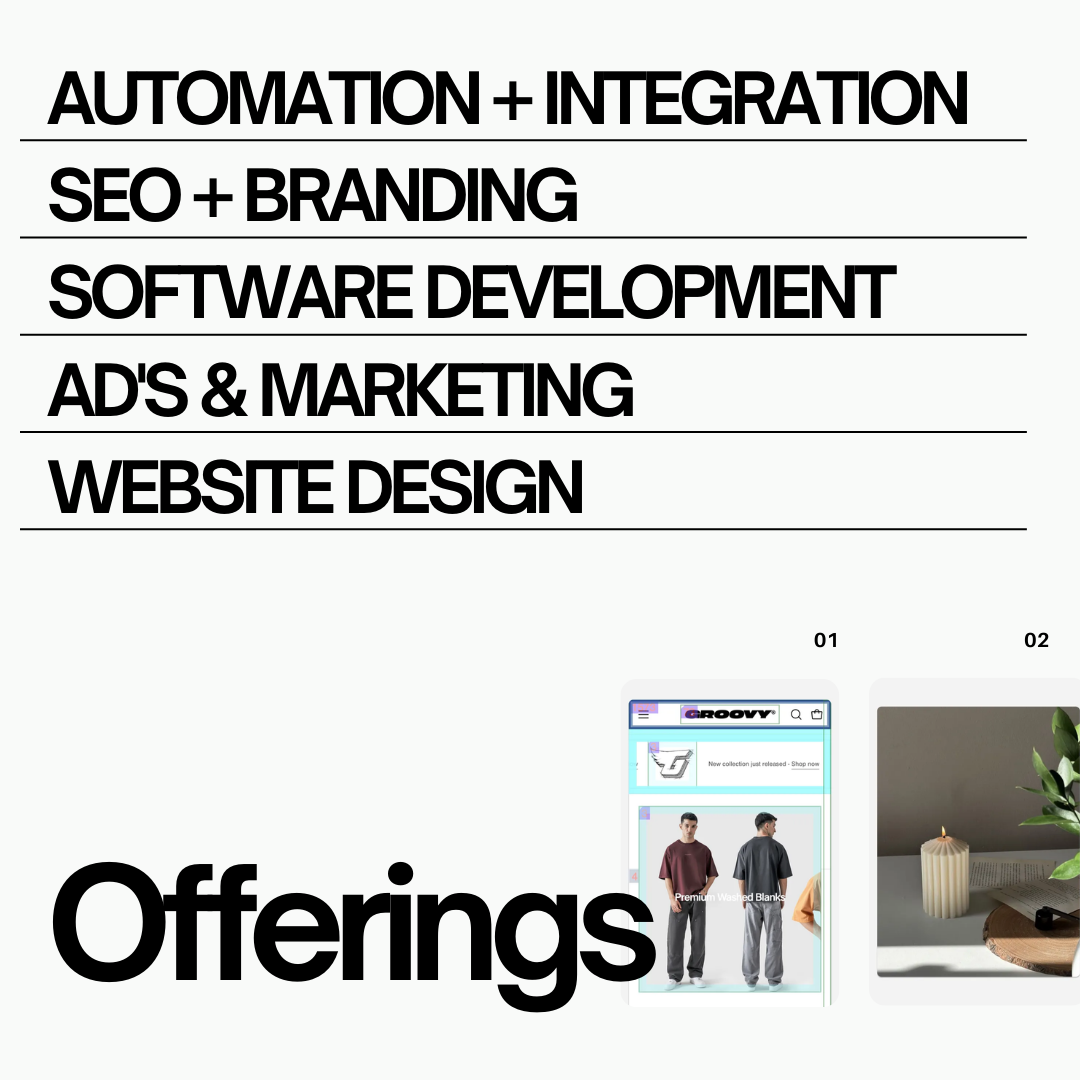 AUTOMATION + INTEGRATION
SEO + BRANDING
SOFTWARE DEVELOPMENT
AD'S & MARKETING
WEBSITE DESIGN
01
02
GROOVY®
G
New collection just released - Shop now
Premium Washed Blanks
4
Offerings